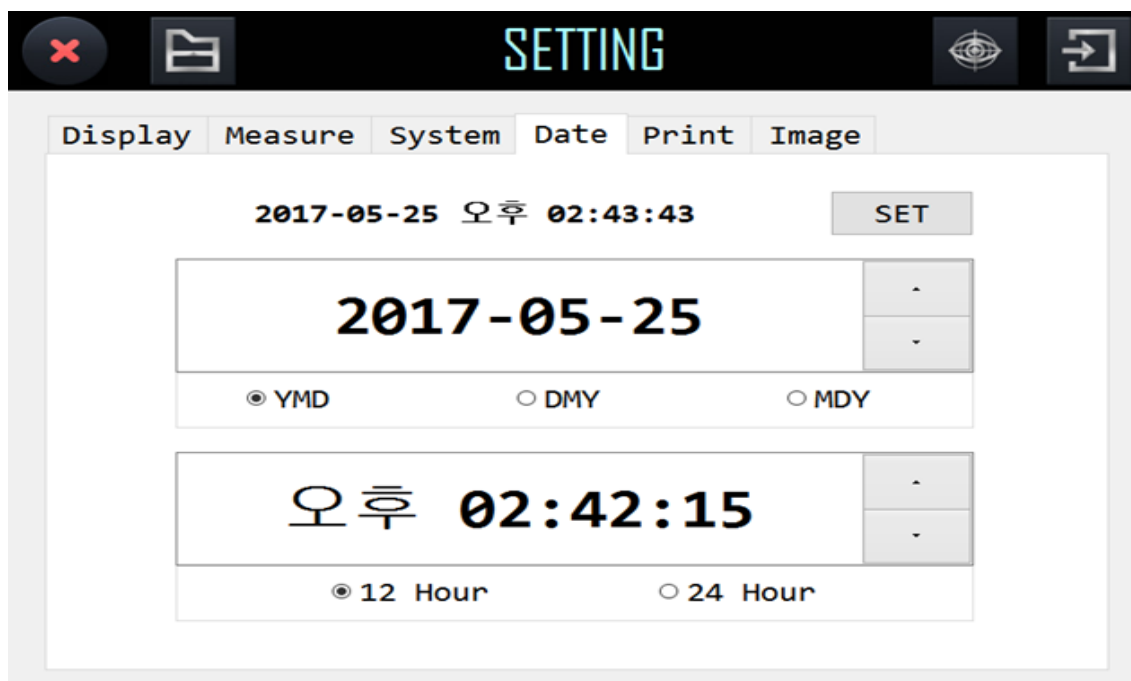 SETTING
Display Measure System Date Print Image
2017-05-25 오후 02:43:43 SET
2017-05-25
YMD DMY MDY
오후 02:42:15
12 Hour 24 Hour